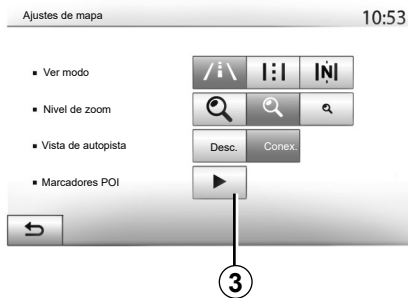 Ajustes de mapa 10:53
▪ Ver modo N
▪ Nivel de zoom
▪ Vista de autopista Desc. Conex.
▪ Marcadores POI
3